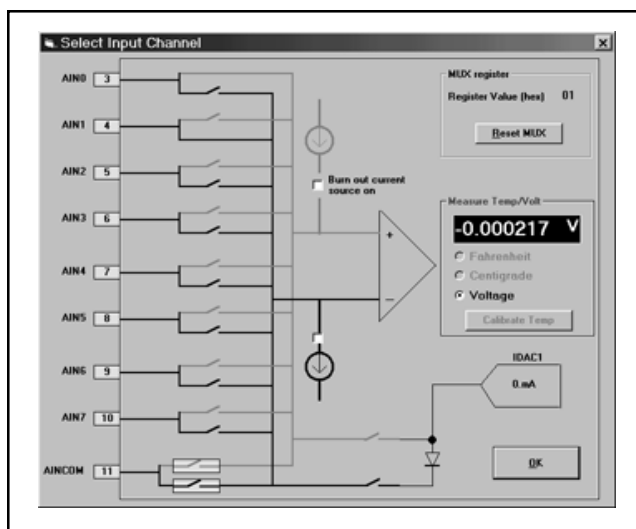 Select Input Channel
AIN0 3
AIN1 4
AIN2 5
AIN3 6
AIN4 7
AIN5 8
AIN6 9
AIN7 10
AINCOM 11
Burn out current
source on
+
−
MUX register
Register Value (hex) 01
Reset MUX
Measure Temp/Volt
-0.000217 V
Fahrenheit
Centigrade
Voltage
Calibrate Temp
IDAC1
0.mA
OK